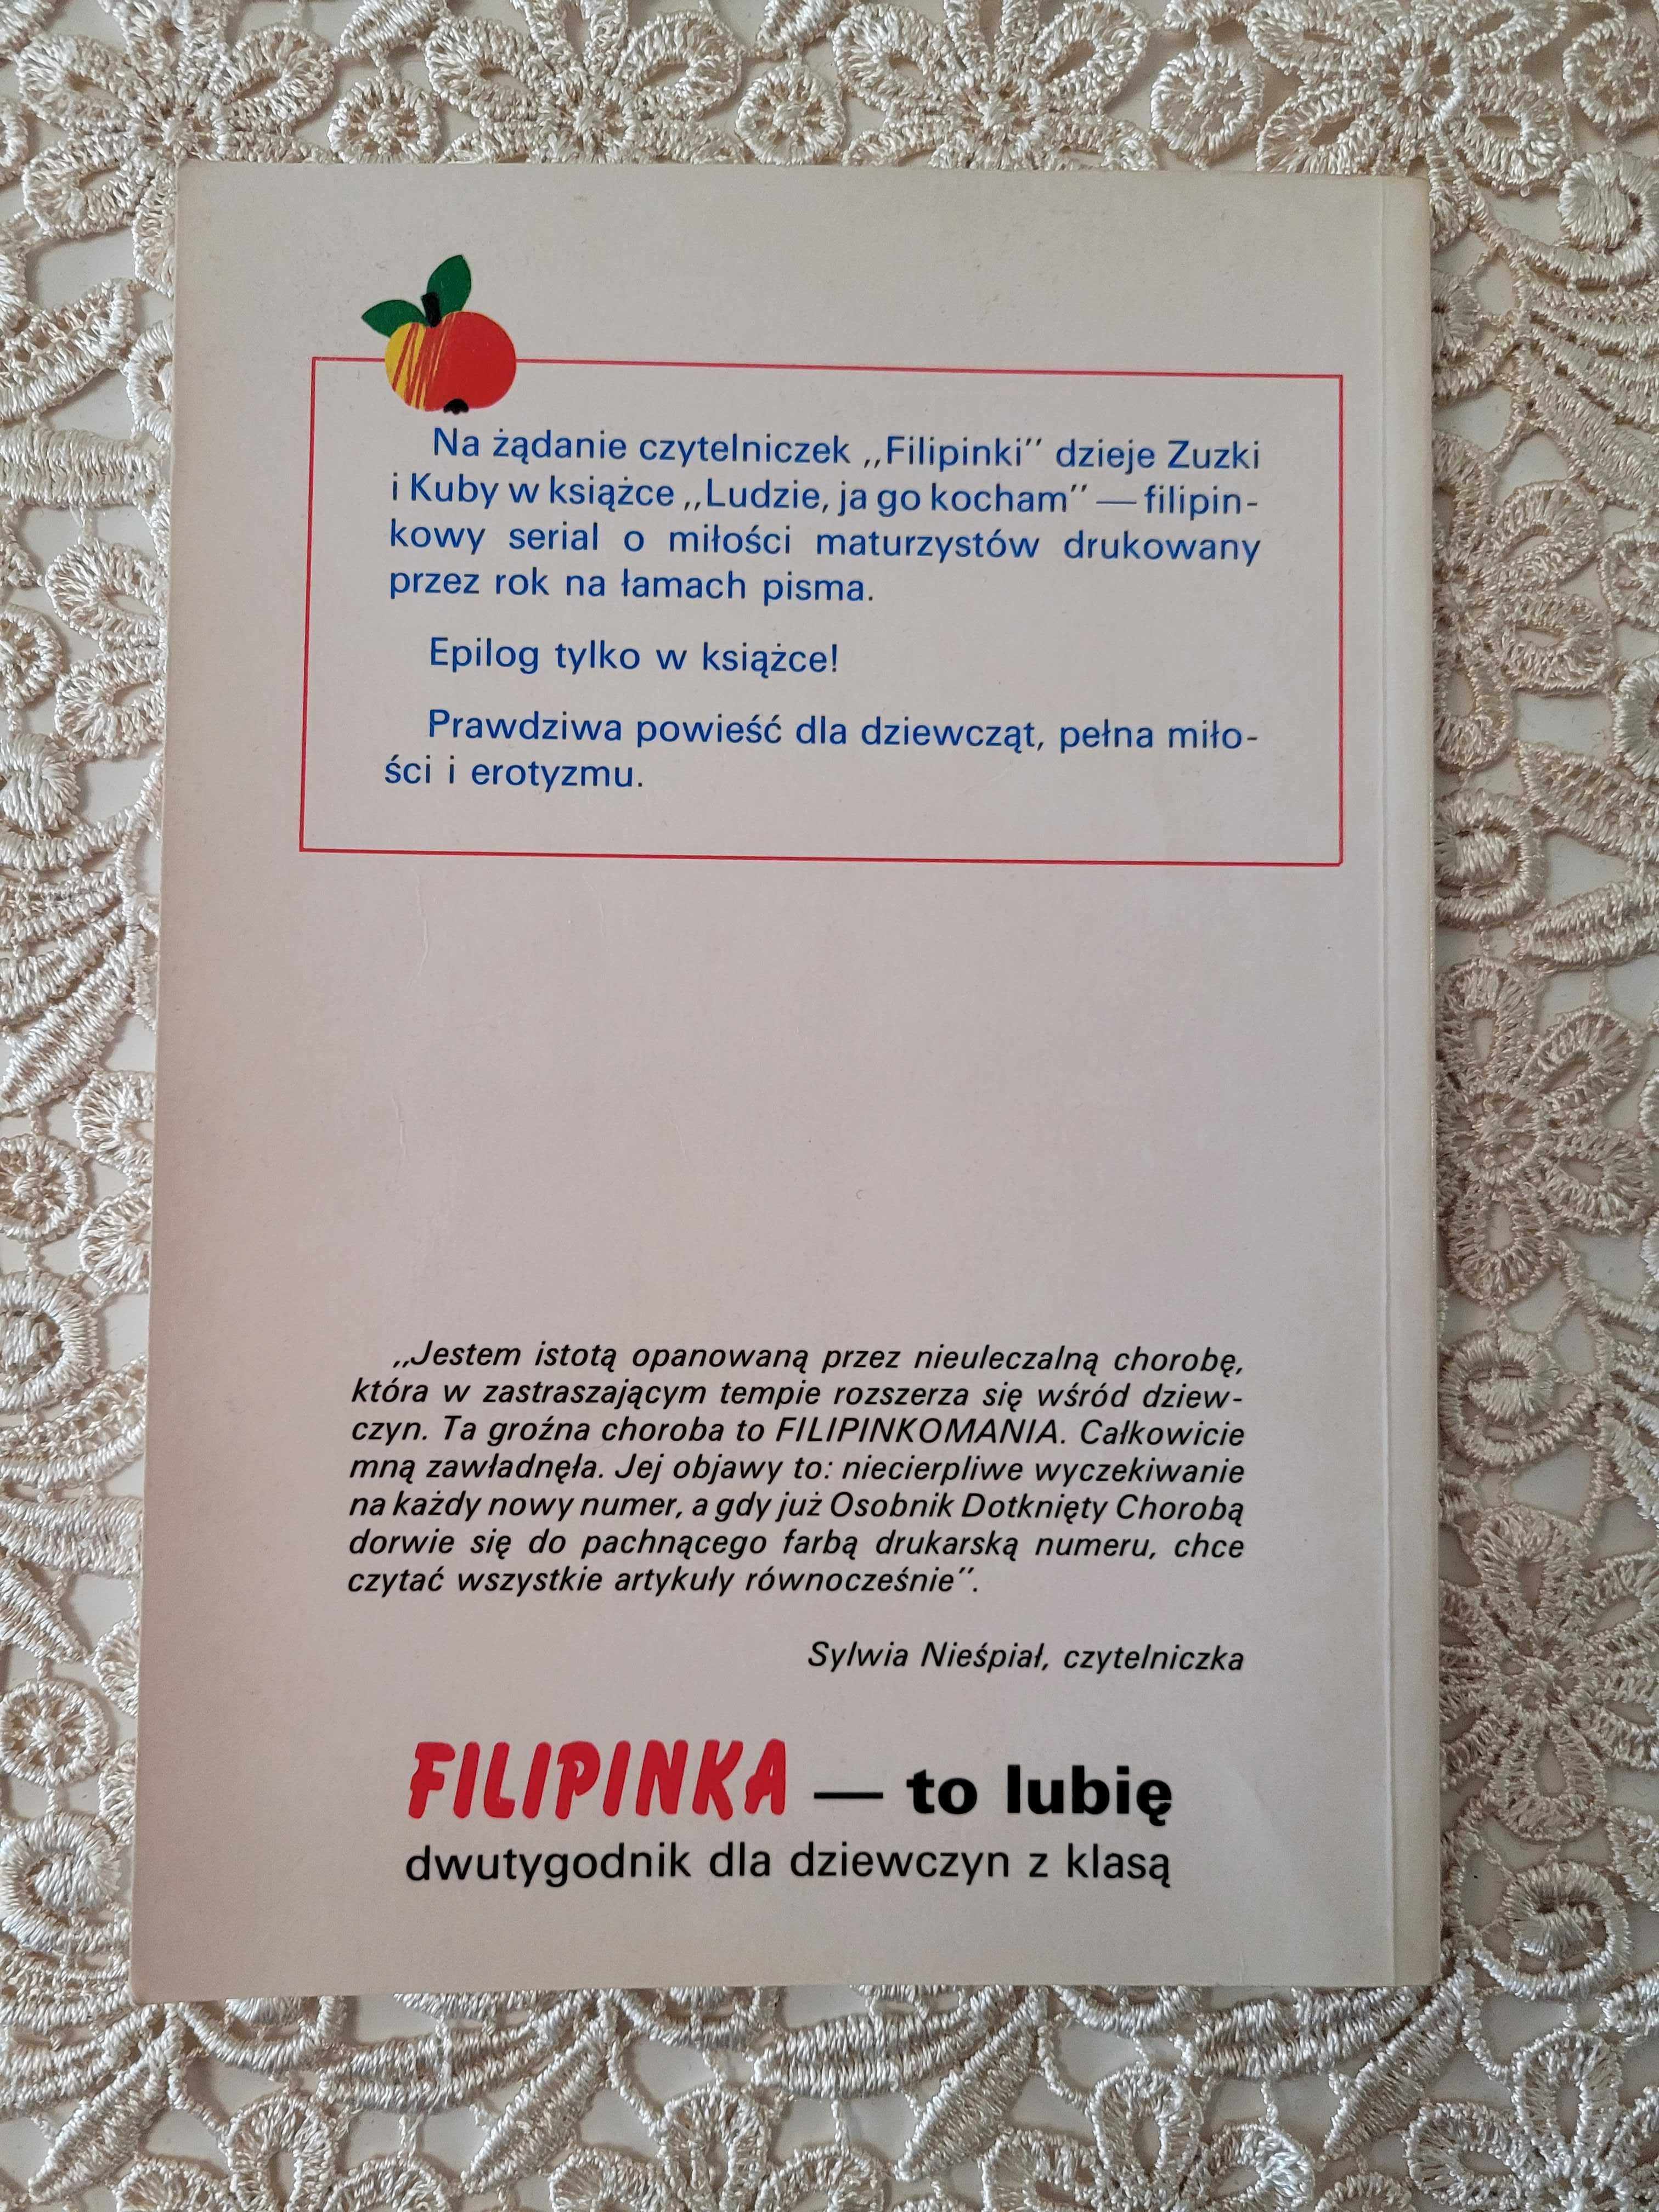 Na żądanie czytelniczek „Filipinki” dzieje Zuzki
i Kuby w książce „Ludzie, ja go kocham” — filipin-
kowy serial o miłości maturzystów drukowany
przez rok na łamach pisma.
Epilog tylko w książce!
Prawdziwa powieść dla dziewcząt, pełna miło-
ści i erotyzmu.
„Jestem istotą opanowaną przez nieuleczalną chorobę,
która w zastraszającym tempie rozszerza się wśród dziew-
czyn. Ta groźna choroba to FILIPINKOMANIA. Całkowicie
mną zawładnęła. Jej objawy to: niecierpliwe wyczekiwanie
na każdy nowy numer, a gdy już Osobnik Dotknięty Chorobą
dorwie się do pachnącego farbą drukarską numeru, chce
czytać wszystkie artykuły równocześnie”.
Sylwia Nieśpiał, czytelniczka
FILIPINKA — to lubię
dwutygodnik dla dziewczyn z klasą